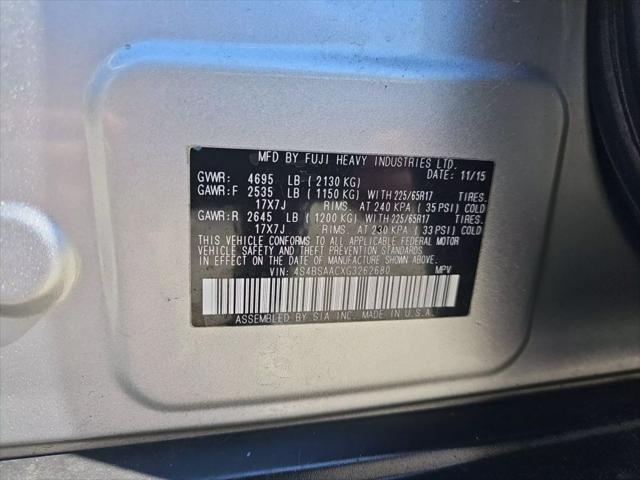 MFD BY FUJI HEAVY INDUSTRIES LTD.
GVWR: 4695 LB ( 2130 KG) DATE: 11/15
GAWR:F 2535 LB ( 1150 KG) WITH 225/65R17 TIRES.
17X7J RIMS. AT 240 KPA ( 35 PSI) COLD
GAWR:R 2645 LB ( 1200 KG) WITH 225/65R17 TIRES.
17X7J RIMS. AT 230 KPA ( 33 PSI) COLD
THIS VEHICLE CONFORMS TO ALL APPLICABLE FEDERAL MOTOR
VEHICLE SAFETY AND THEFT PREVENTION STANDARDS
IN EFFECT ON THE DATE OF MANUFACTURE SHOWN ABOVE.
VIN: 4S4BSAACXG3262680 MPV
ASSEMBLED BY SIA INC. MADE IN U.S.A.